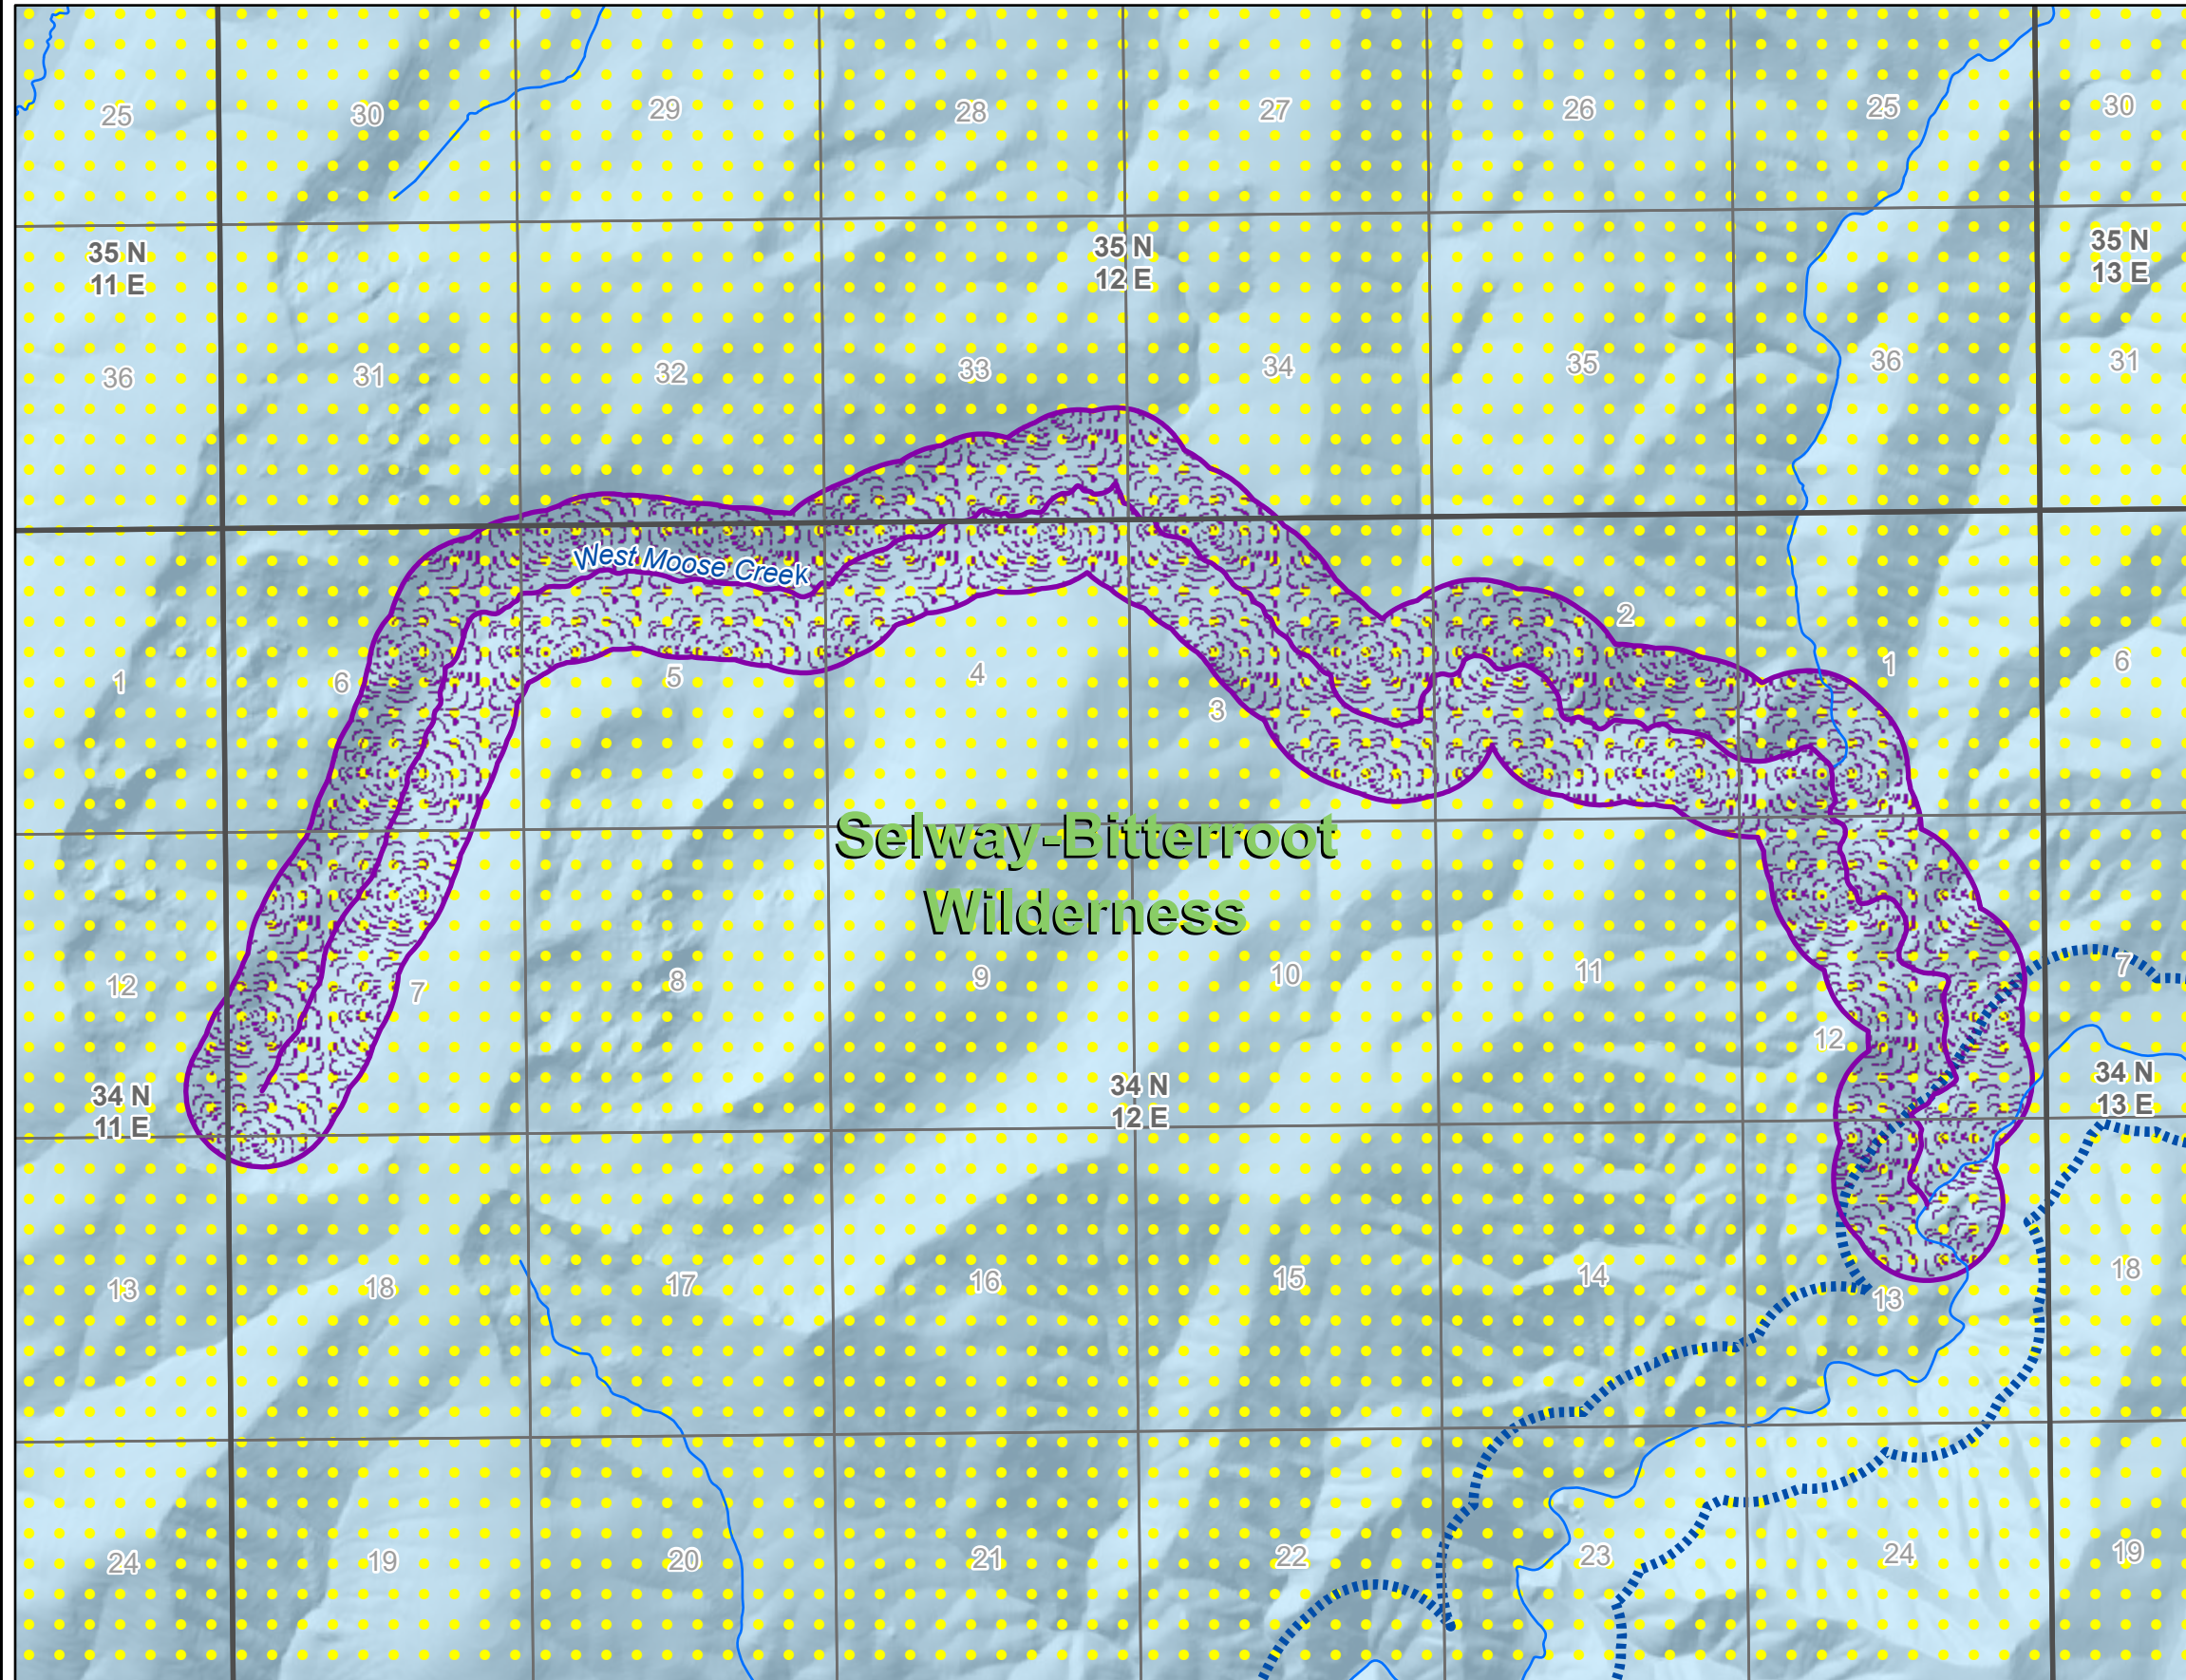 25 30 29 28 27 26 25 30
35 N
11 E
35 N
12 E
35 N
13 E
36 31 32 33 34 35 36 31
West Moose Creek
1 6 5 4 3 2 1 6
Selway-Bitterroot
Wilderness
12 7 8 9 10 11 12 7
34 N
11 E
34 N
12 E
34 N
13 E
13 18 17 16 15 14 13 18
24 19 20 21 22 23 24 19